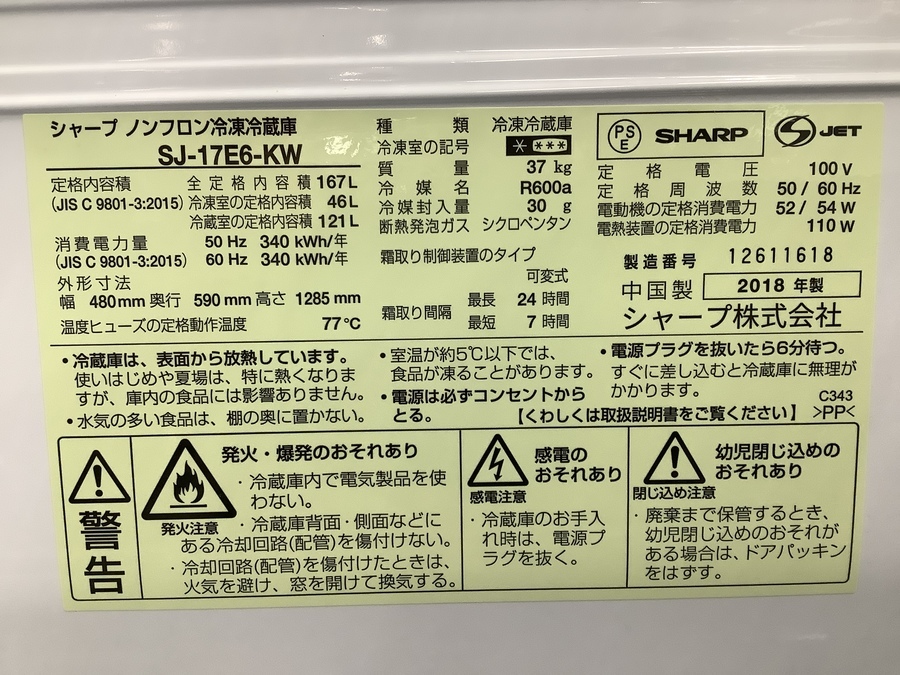 シャープ ノンフロン冷凍冷蔵庫
SJ-17E6-KW
定格内容積 全定格内容積 167L
(JIS C 9801-3:2015) 冷凍室の定格内容積 46L
冷蔵室の定格内容積 121L
消費電力量 50 Hz 340 kWh/年
(JIS C 9801-3:2015) 60 Hz 340 kWh/年
外形寸法
幅 480mm 奥行 590mm 高さ 1285mm
温度ヒューズの定格動作温度 77℃
種類 冷凍冷蔵庫
冷凍室の記号 * ***
質量 37 kg
冷媒名 R600a
冷媒封入量 30 g
断熱発泡ガス シクロペンタン
霜取り制御装置のタイプ
可変式
霜取り間隔 最長 24 時間
最短 7 時間
PS E SHARP JET
定格電圧 100 V
定格周波数 50 / 60 Hz
電動機の定格消費電力 52 / 54 W
電熱装置の定格消費電力 110 W
製造番号 12611618
中国製 2018 年製
シャープ株式会社
・冷蔵庫は、表面から放熱しています。
使いはじめや夏場は、特に熱くなりま
すが、庫内の食品には影響ありません。
・水気の多い食品は、棚の奥に置かない。
・室温が約5℃以下では、
食品が凍ることがあります。
・電源は必ずコンセントから
とる。
・電源プラグを抜いたら6分待つ。
すぐに差し込むと冷蔵庫に無理が
かかります。
【くわしくは取扱説明書をご覧ください】
C343
>PP<
警告
発火注意
発火・爆発のおそれあり
・冷蔵庫内で電気製品を使
わない。
・冷蔵庫背面・側面などに
ある冷却回路(配管)を傷付けない。
・冷却回路(配管)を傷付けたときは、
火気を避け、窓を開けて換気する。
感電注意
感電の
おそれあり
・冷蔵庫のお手入
れ時は、電源プ
ラグを抜く。
閉じ込め注意
幼児閉じ込めの
おそれあり
・廃棄まで保管するとき、
幼児閉じ込めのおそれが
ある場合は、ドアパッキン
をはずす。